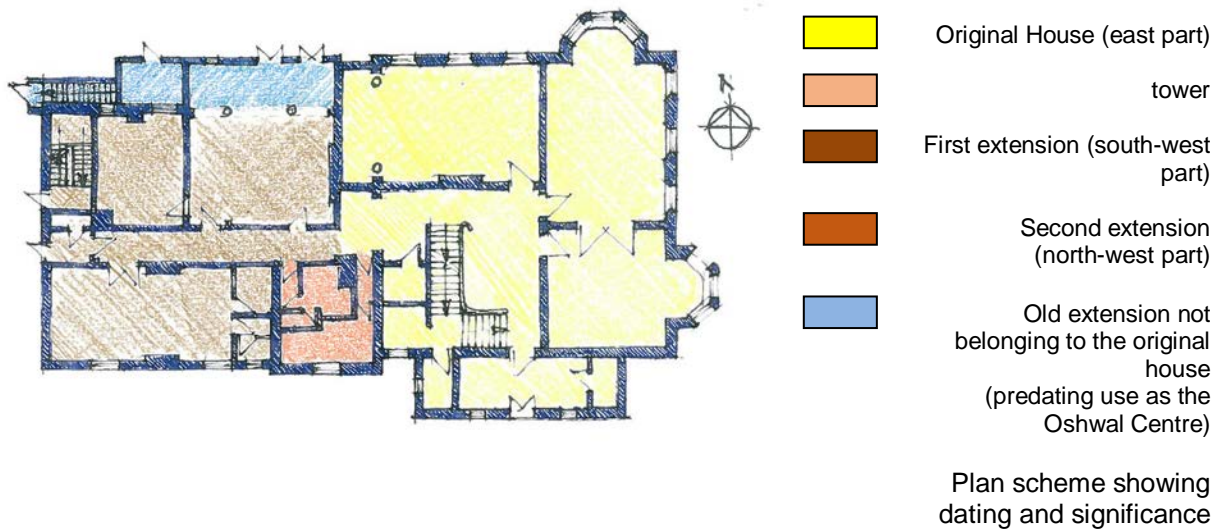 Original House (east part)
tower
First extension (south-west
part)
Second extension
(north-west part)
Old extension not
belonging to the original
house
(predating use as the
Oshwal Centre)
Plan scheme showing
dating and significance